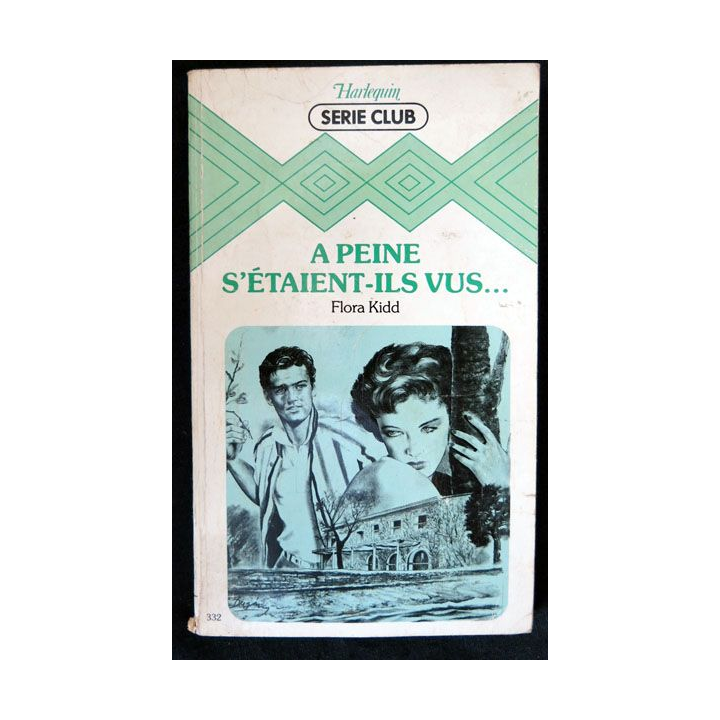 Harlequin
SERIE CLUB
A PEINE
S'ÉTAIENT-ILS VUS...
Flora Kidd
332